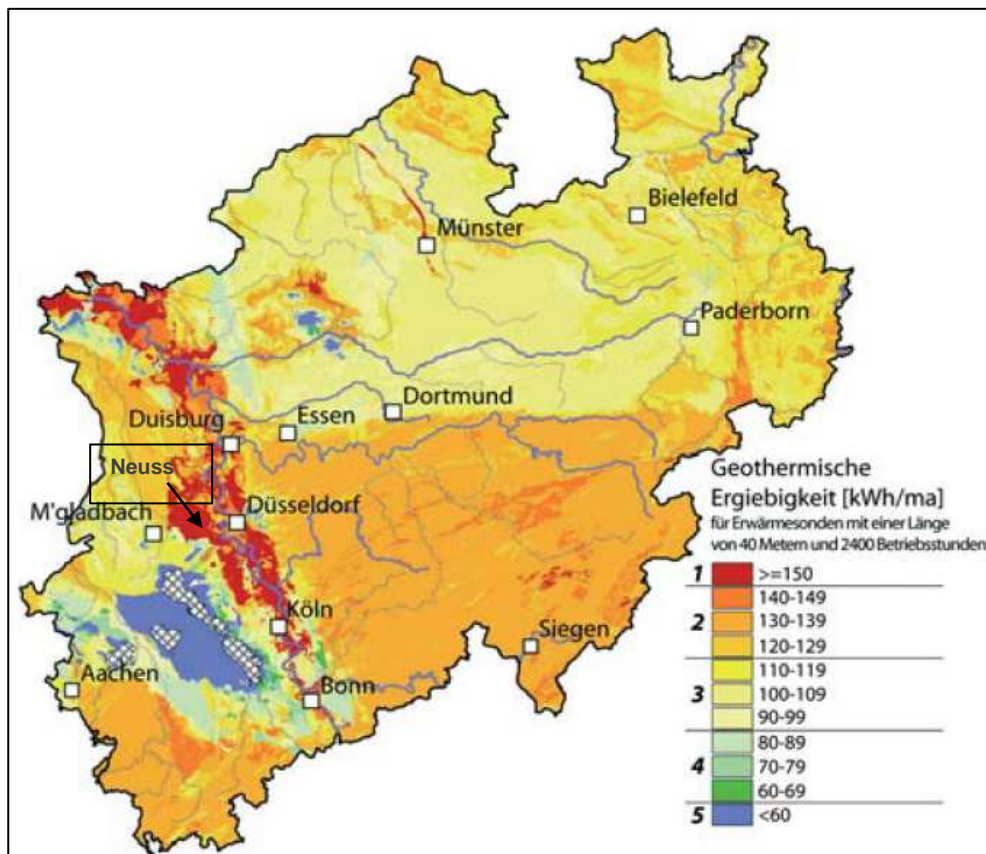 Bielefeld
Münster
Paderborn
Dortmund
Essen
Duisburg
Neuss
Düsseldorf
M'gladbach
Köln
Siegen
Aachen
Bonn
Geothermische
Ergiebigkeit [kWh/ma]
für Erwärmesonden mit einer Länge
von 40 Metern und 2400 Betriebsstunden
1 >=150
140-149
2 130-139
120-129
110-119
3 100-109
90-99
80-89
4 70-79
60-69
5 <60